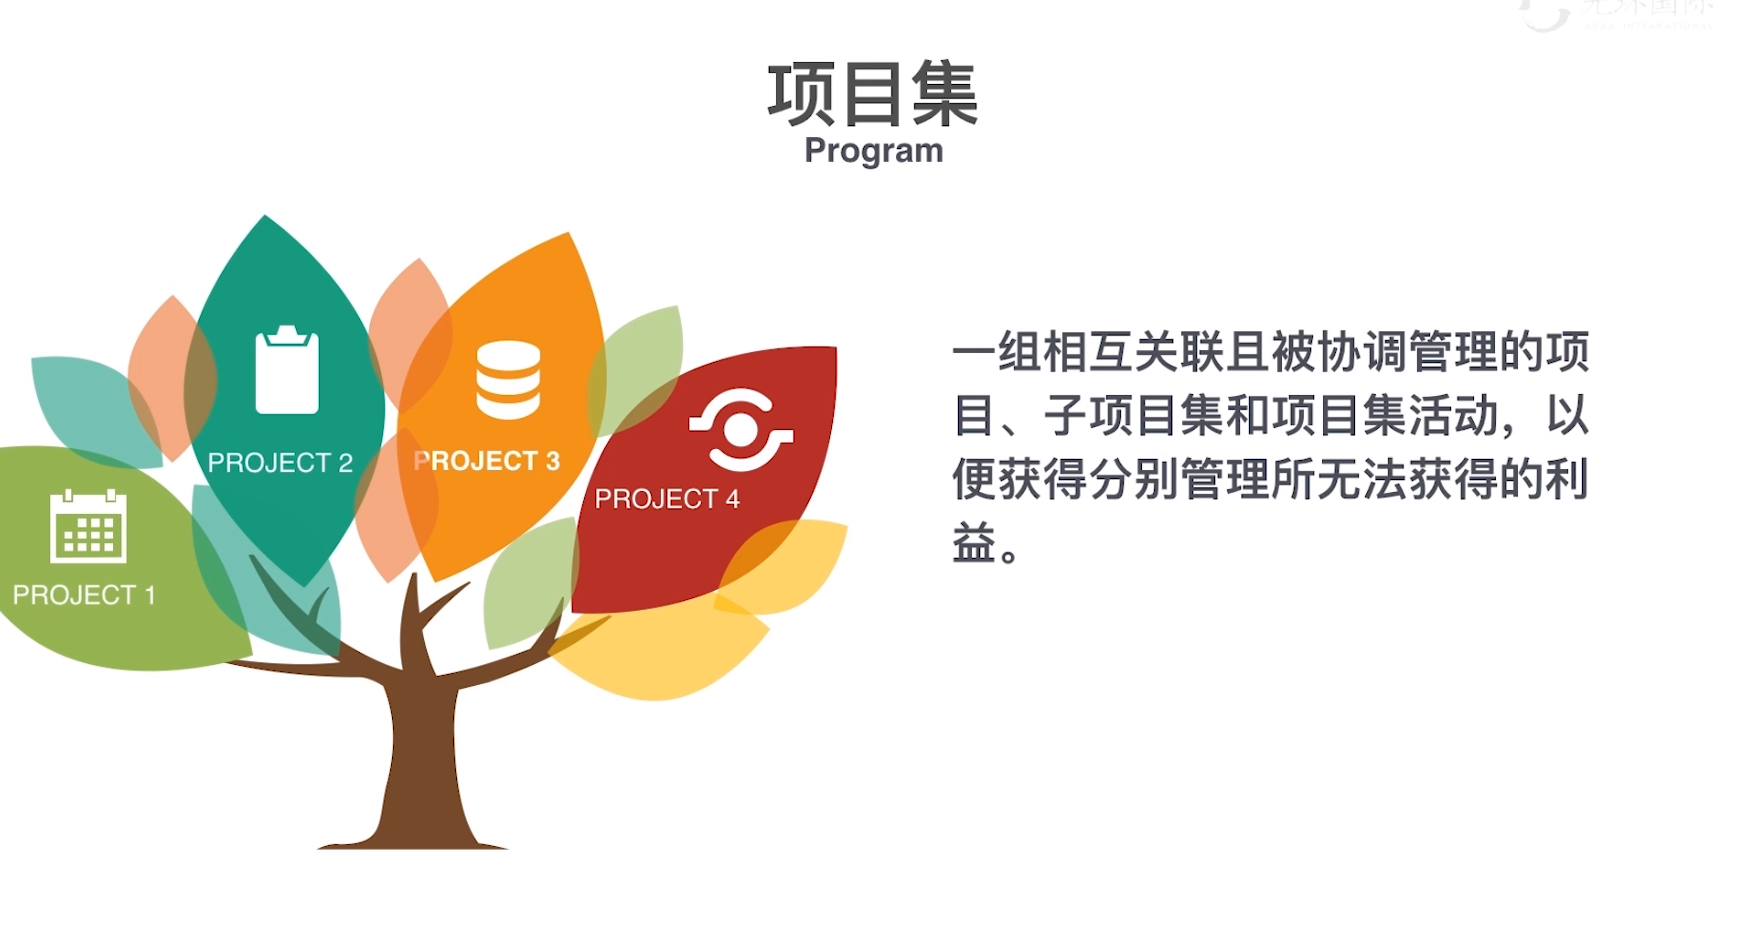 项目集
Program
PROJECT 2
PROJECT 3
PROJECT 4
PROJECT 1
一组相互关联且被协调管理的项
目、子项目集和项目集活动，以
便获得分别管理所无法获得的利
益。